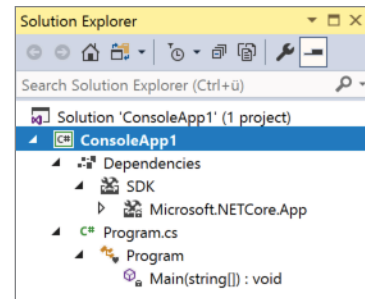 Solution Explorer
Search Solution Explorer (Ctrl+ü)
Solution 'ConsoleApp1' (1 project)
C# ConsoleApp1
Dependencies
SDK
Microsoft.NETCore.App
C# Program.cs
Program
Main(string[]) : void